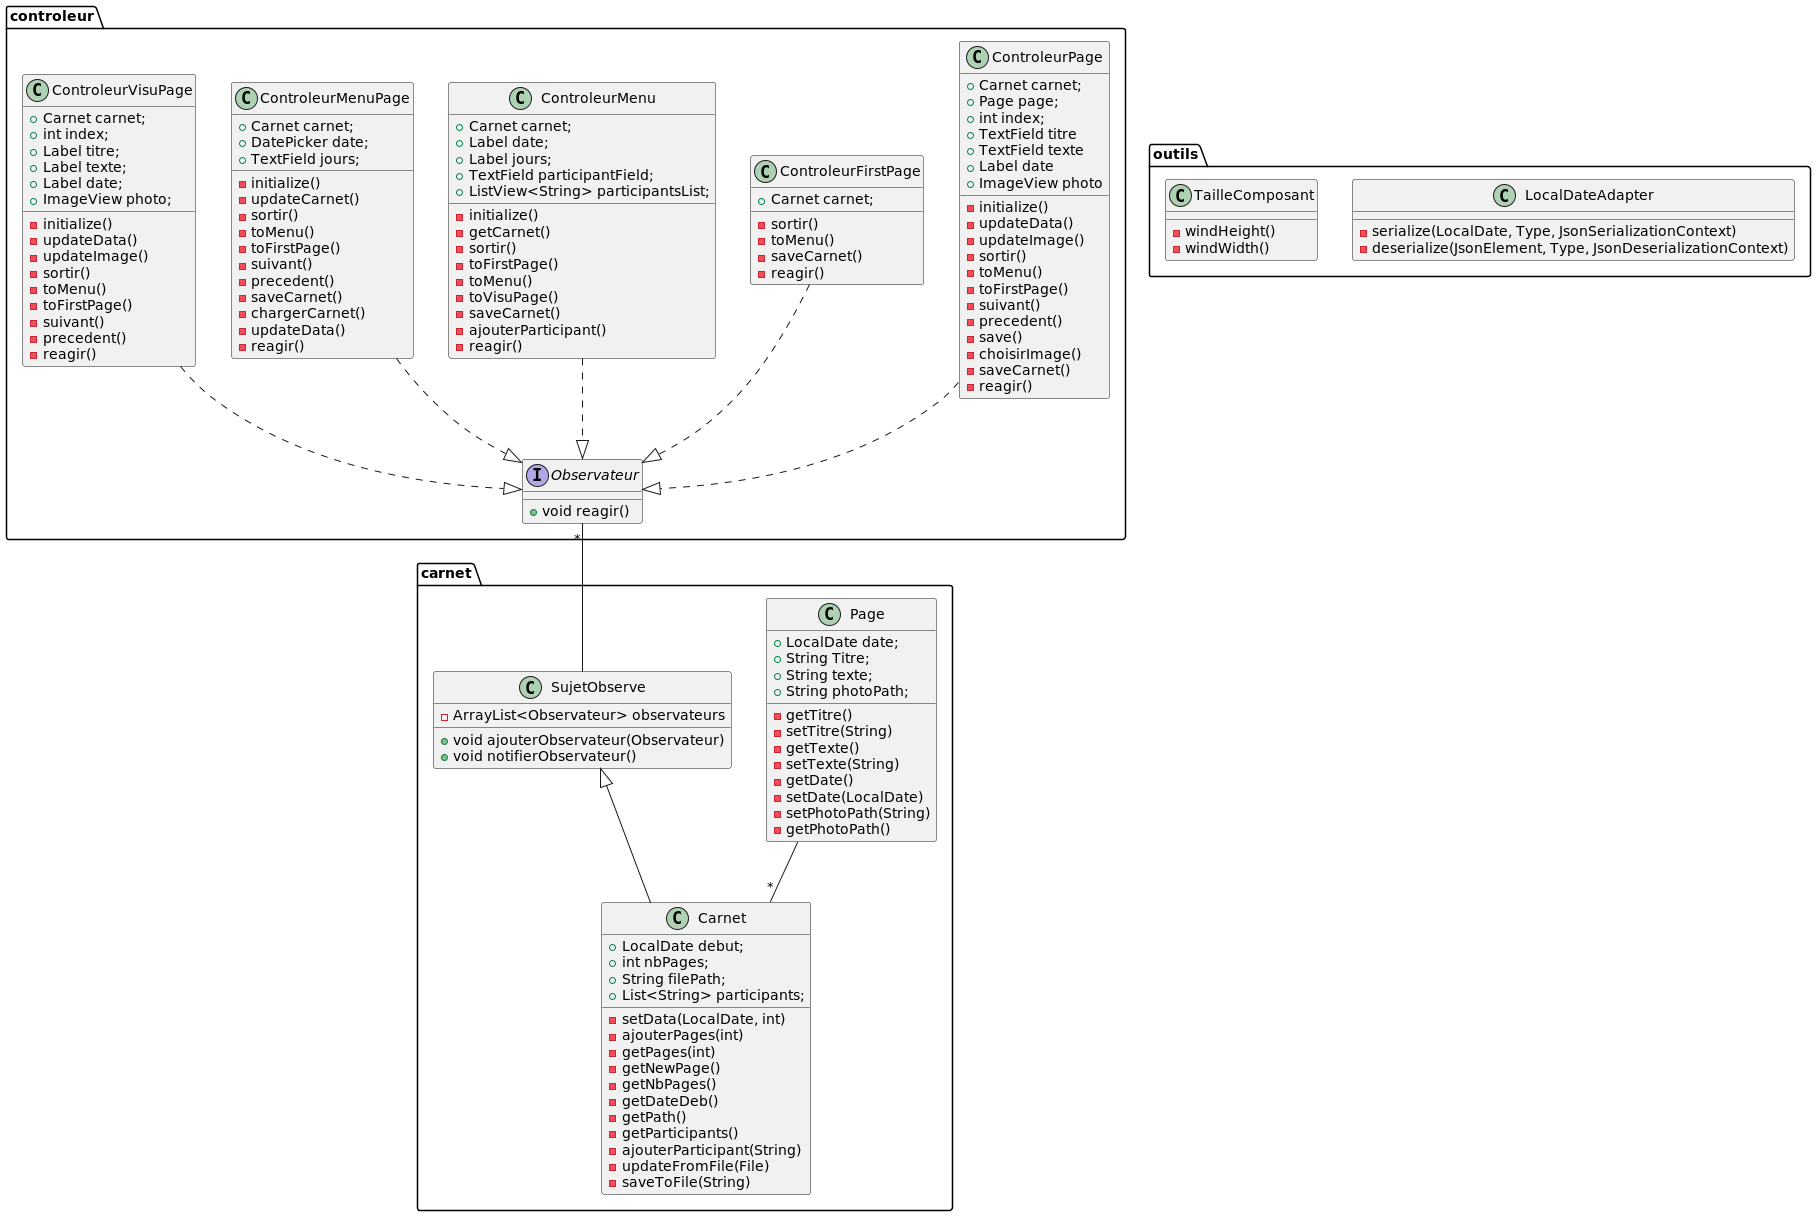 controleur
C ControleurVisuPage
Carnet carnet;
int index;
Label titre;
Label texte;
Label date;
ImageView photo;
initialize()
updateData()
updateImage()
sortir()
toMenu()
toFirstPage()
suivant()
precedent()
reagir()
C ControleurMenuPage
Carnet carnet;
DatePicker date;
TextField jours;
initialize()
updateCarnet()
sortir()
toMenu()
toFirstPage()
suivant()
precedent()
saveCarnet()
chargerCarnet()
updateData()
reagir()
C ControleurMenu
Carnet carnet;
Label date;
Label jours;
TextField participantField;
ListView<String> participantsList;
initialize()
getCarnet()
sortir()
toFirstPage()
toMenu()
toVisuPage()
saveCarnet()
ajouterParticipant()
reagir()
C ControleurFirstPage
Carnet carnet;
sortir()
toMenu()
saveCarnet()
reagir()
C ControleurPage
Carnet carnet;
Page page;
int index;
TextField titre
TextField texte
Label date
ImageView photo
initialize()
updateData()
updateImage()
sortir()
toMenu()
toFirstPage()
suivant()
precedent()
save()
choisirImage()
saveCarnet()
reagir()
I Observateur
void reagir()
*
outils
C TailleComposant
windHeight()
windWidth()
C LocalDateAdapter
serialize(LocalDate, Type, JsonSerializationContext)
deserialize(JsonElement, Type, JsonDeserializationContext)
carnet
C SujetObserve
ArrayList<Observateur> observateurs
void ajouterObservateur(Observateur)
void notifierObservateur()
C Page
LocalDate date;
String Titre;
String texte;
String photoPath;
getTitre()
setTitre(String)
getTexte()
setTexte(String)
getDate()
setDate(LocalDate)
setPhotoPath(String)
getPhotoPath()
*
C Carnet
LocalDate debut;
int nbPages;
String filePath;
List<String> participants;
setData(LocalDate, int)
ajouterPages(int)
getPages(int)
getNewPage()
getNbPages()
getDateDeb()
getPath()
getParticipants()
ajouterParticipant(String)
updateFromFile(File)
saveToFile(String)